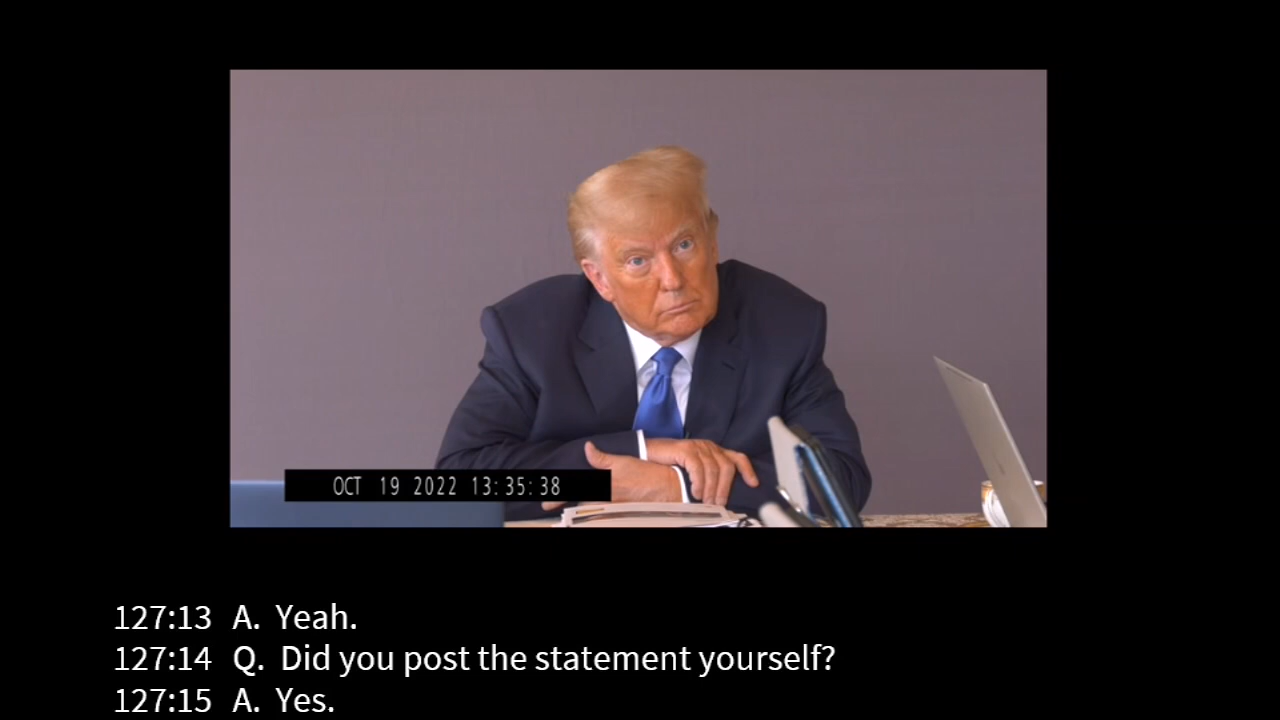 OCT 19 2022 13:35:38
127:13 A. Yeah.
127:14 Q. Did you post the statement yourself?
127:15 A. Yes.